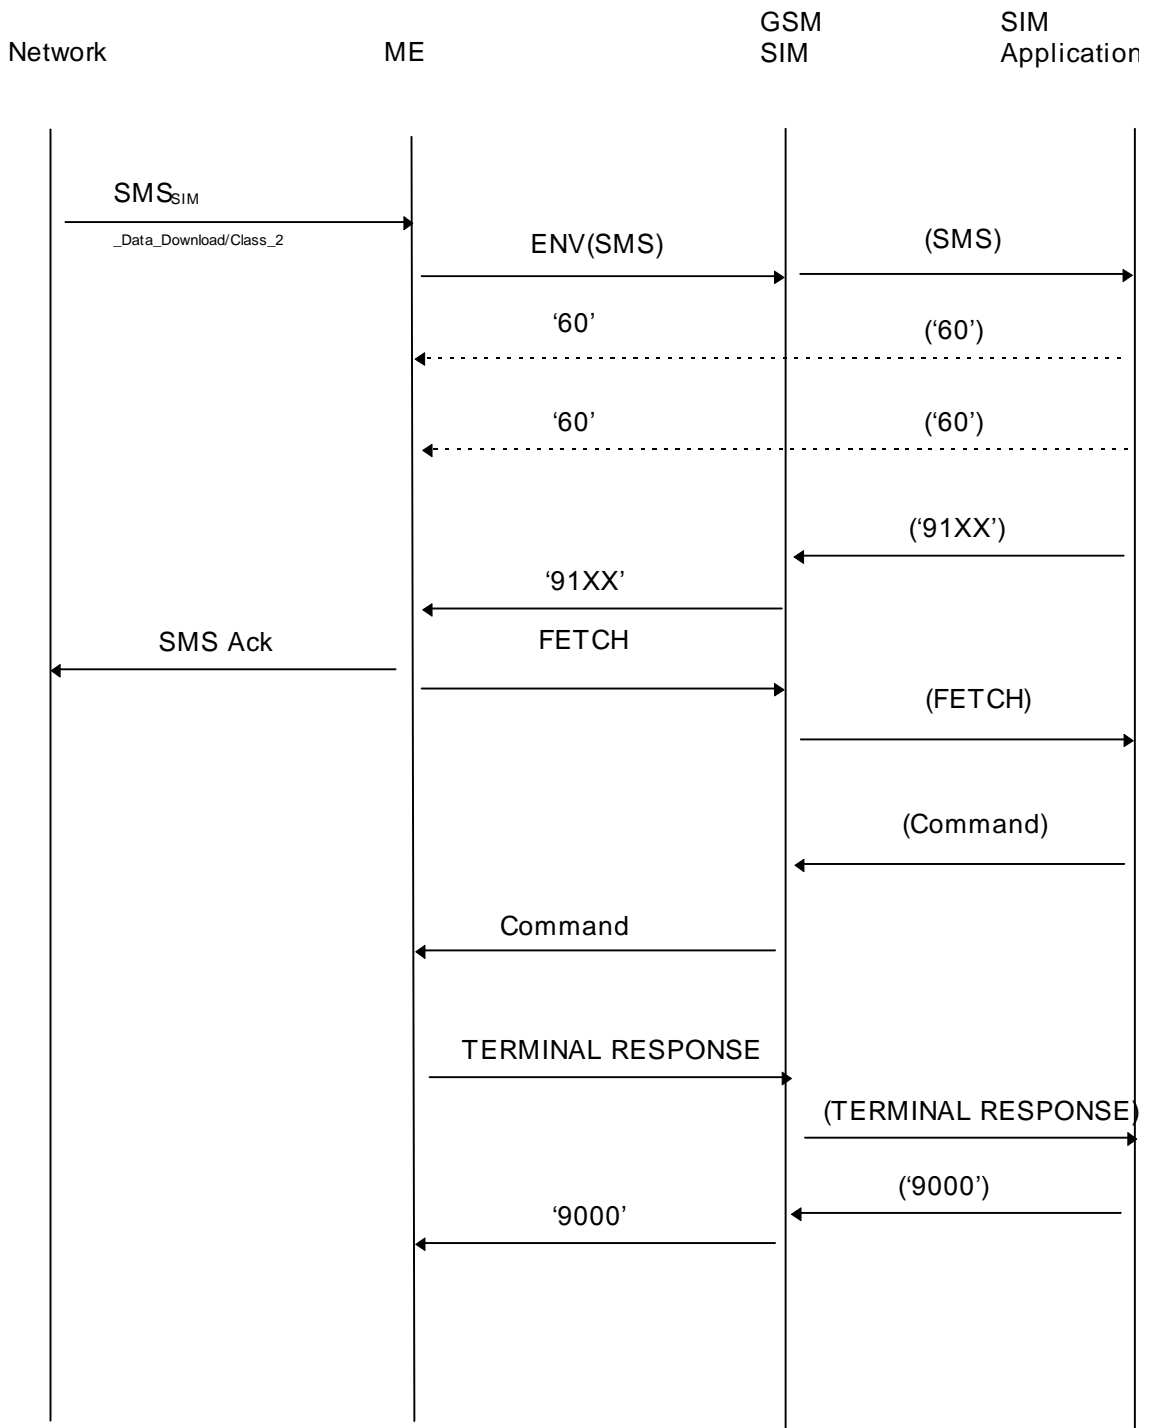 GSM SIM
Network ME SIM Application
SMSSIM
_Data_Download/Class_2
ENV(SMS) (SMS)
‘60’ (‘60’)
‘60’ (‘60’)
(‘91XX’)
‘91XX’
SMS Ack FETCH
(FETCH)
(Command)
Command
TERMINAL RESPONSE
(TERMINAL RESPONSE)
(‘9000’)
‘9000’